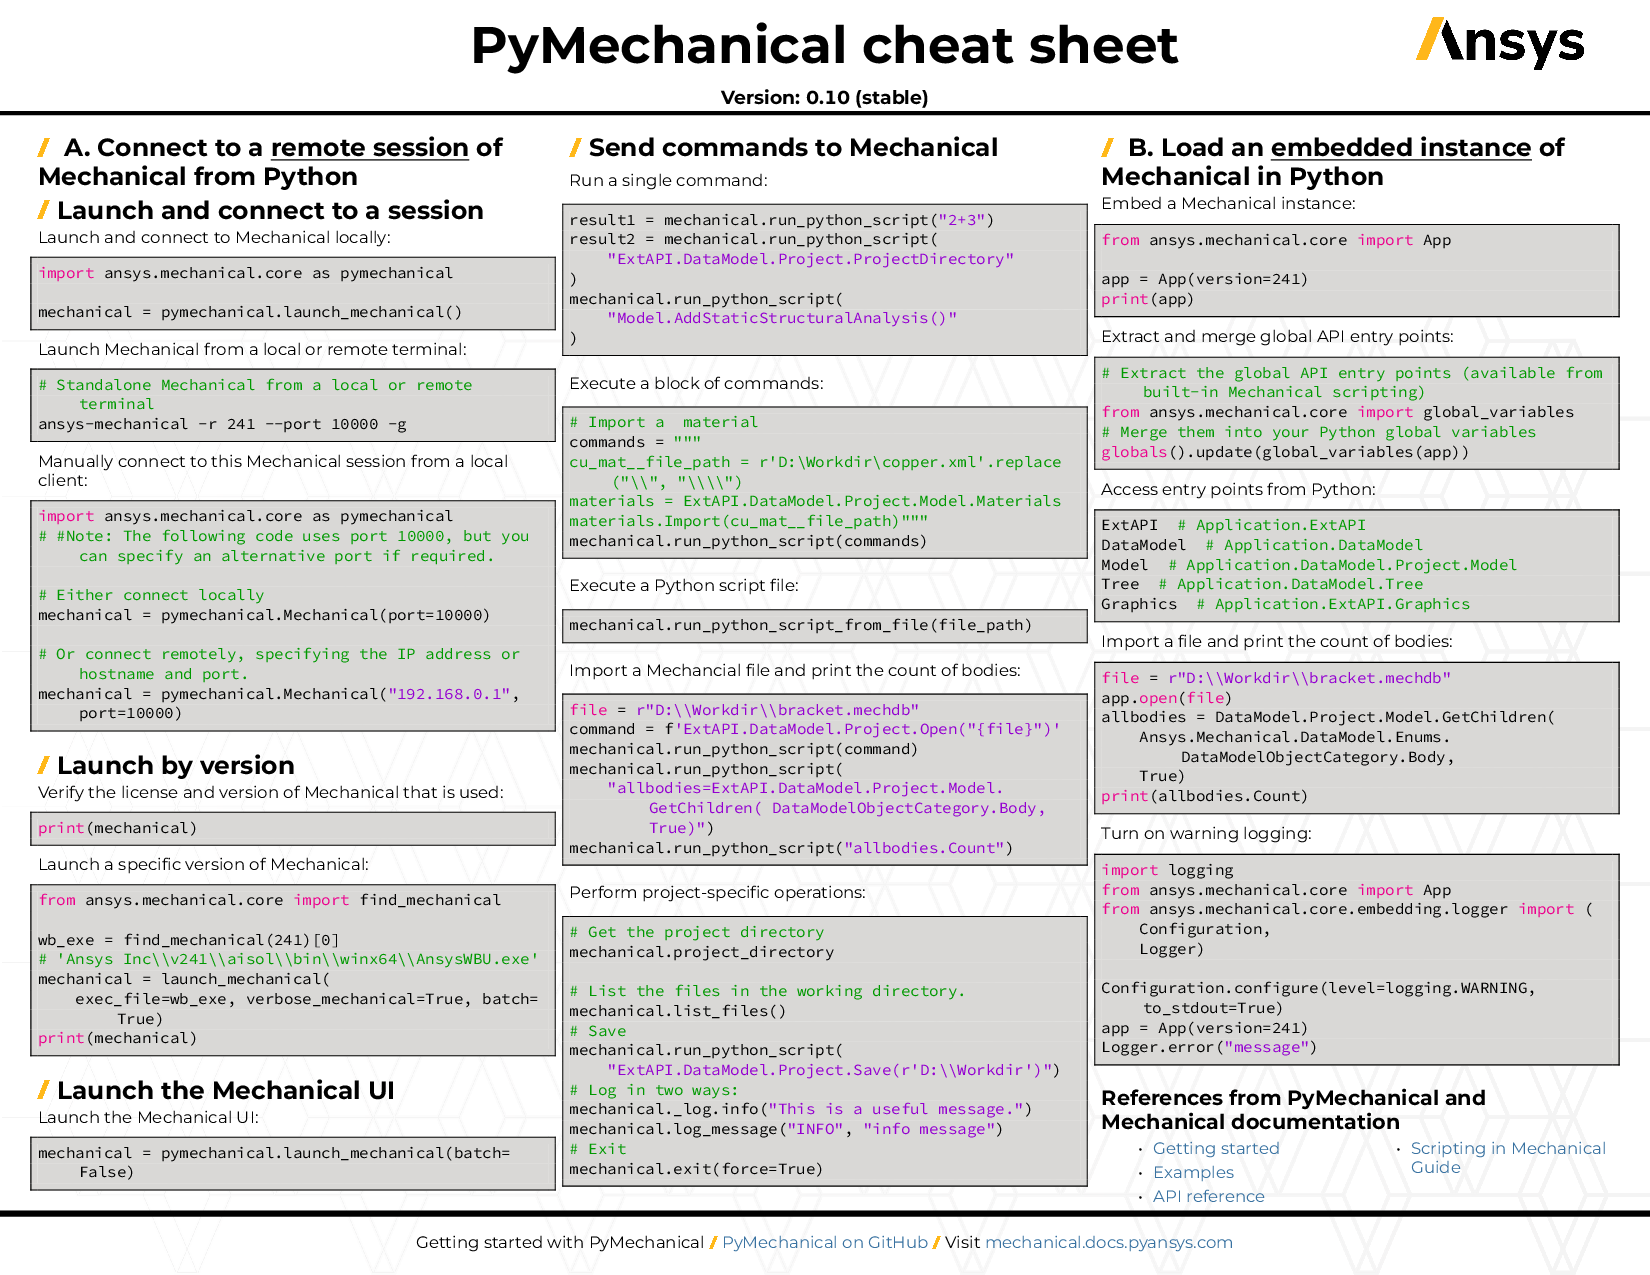 PyMechanical cheat sheet
Ansys
Version: 0.10 (stable)
A. Connect to a remote session of
Mechanical from Python
Launch and connect to a session
Launch and connect to Mechanical locally:
import ansys.mechanical.core as pymechanical
mechanical = pymechanical.launch_mechanical()
Launch Mechanical from a local or remote terminal:
# Standalone Mechanical from a local or remote
terminal
ansys-mechanical -r 241 --port 10000 -g
Manually connect to this Mechanical session from a local
client:
import ansys.mechanical.core as pymechanical
# #Note: The following code uses port 10000, but you
can specify an alternative port if required.
# Either connect locally
mechanical = pymechanical.Mechanical(port=10000)
# Or connect remotely, specifying the IP address or
hostname and port.
mechanical = pymechanical.Mechanical("192.168.0.1",
port=10000)
Launch by version
Verify the license and version of Mechanical that is used:
print(mechanical)
Launch a specific version of Mechanical:
from ansys.mechanical.core import find_mechanical
wb_exe = find_mechanical(241)[0]
# 'Ansys Inc\\v241\\aisol\\bin\\winx64\\AnsysWBU.exe'
mechanical = launch_mechanical(
exec_file=wb_exe, verbose_mechanical=True, batch=
True)
print(mechanical)
Launch the Mechanical UI
Launch the Mechanical UI:
mechanical = pymechanical.launch_mechanical(batch=
False)
Send commands to Mechanical
Run a single command:
result1 = mechanical.run_python_script("2+3")
result2 = mechanical.run_python_script(
"ExtAPI.DataModel.Project.ProjectDirectory"
)
mechanical.run_python_script(
"Model.AddStaticStructuralAnalysis()"
)
Execute a block of commands:
# Import a  material
commands = """
cu_mat__file_path = r'D:\Workdir\copper.xml'.replace
("\\", "\\\\")
materials = ExtAPI.DataModel.Project.Model.Materials
materials.Import(cu_mat__file_path)"""
mechanical.run_python_script(commands)
Execute a Python script file:
mechanical.run_python_script_from_file(file_path)
Import a Mechancial file and print the count of bodies:
file = r"D:\\Workdir\\bracket.mechdb"
command = f'ExtAPI.DataModel.Project.Open("{file}")'
mechanical.run_python_script(command)
mechanical.run_python_script(
"allbodies=ExtAPI.DataModel.Project.Model.
GetChildren( DataModelObjectCategory.Body,
True)")
mechanical.run_python_script("allbodies.Count")
Perform project-specific operations:
# Get the project directory
mechanical.project_directory
# List the files in the working directory.
mechanical.list_files()
# Save
mechanical.run_python_script(
"ExtAPI.DataModel.Project.Save(r'D:\\Workdir')")
# Log in two ways:
mechanical._log.info("This is a useful message.")
mechanical.log_message("INFO", "info message")
# Exit
mechanical.exit(force=True)
B. Load an embedded instance of
Mechanical in Python
Embed a Mechanical instance:
from ansys.mechanical.core import App
app = App(version=241)
print(app)
Extract and merge global API entry points:
# Extract the global API entry points (available from
built-in Mechanical scripting)
from ansys.mechanical.core import global_variables
# Merge them into your Python global variables
globals().update(global_variables(app))
Access entry points from Python:
ExtAPI  # Application.ExtAPI
DataModel  # Application.DataModel
Model  # Application.DataModel.Project.Model
Tree  # Application.DataModel.Tree
Graphics  # Application.ExtAPI.Graphics
Import a file and print the count of bodies:
file = r"D:\\Workdir\\bracket.mechdb"
app.open(file)
allbodies = DataModel.Project.Model.GetChildren(
Ansys.Mechanical.DataModel.Enums.
DataModelObjectCategory.Body,
True)
print(allbodies.Count)
Turn on warning logging:
import logging
from ansys.mechanical.core import App
from ansys.mechanical.core.embedding.logger import (
Configuration,
Logger)
Configuration.configure(level=logging.WARNING,
to_stdout=True)
app = App(version=241)
Logger.error("message")
References from PyMechanical and
Mechanical documentation
• Getting started
• Examples
• API reference
• Scripting in Mechanical
Guide
Getting started with PyMechanical / PyMechanical on GitHub / Visit mechanical.docs.pyansys.com